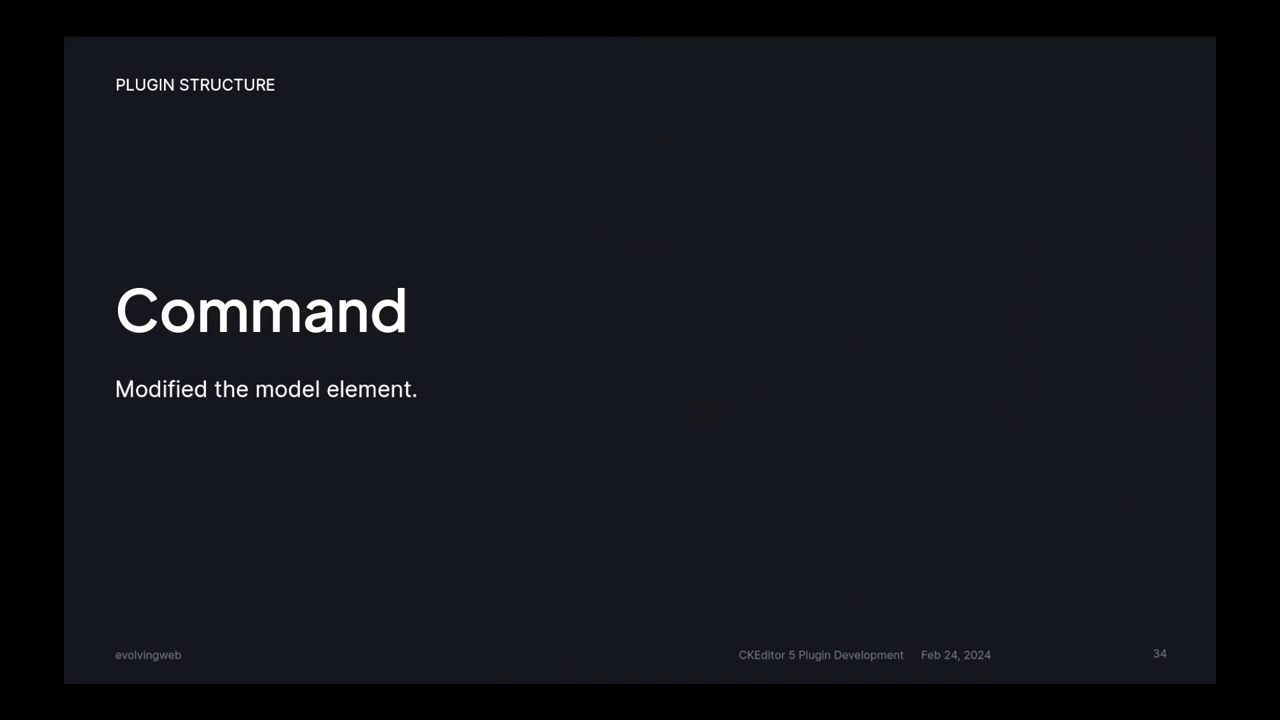 PLUGIN STRUCTURE
Command
Modified the model element.
evolvingweb
CKEditor 5 Plugin Development Feb 24, 2024
34